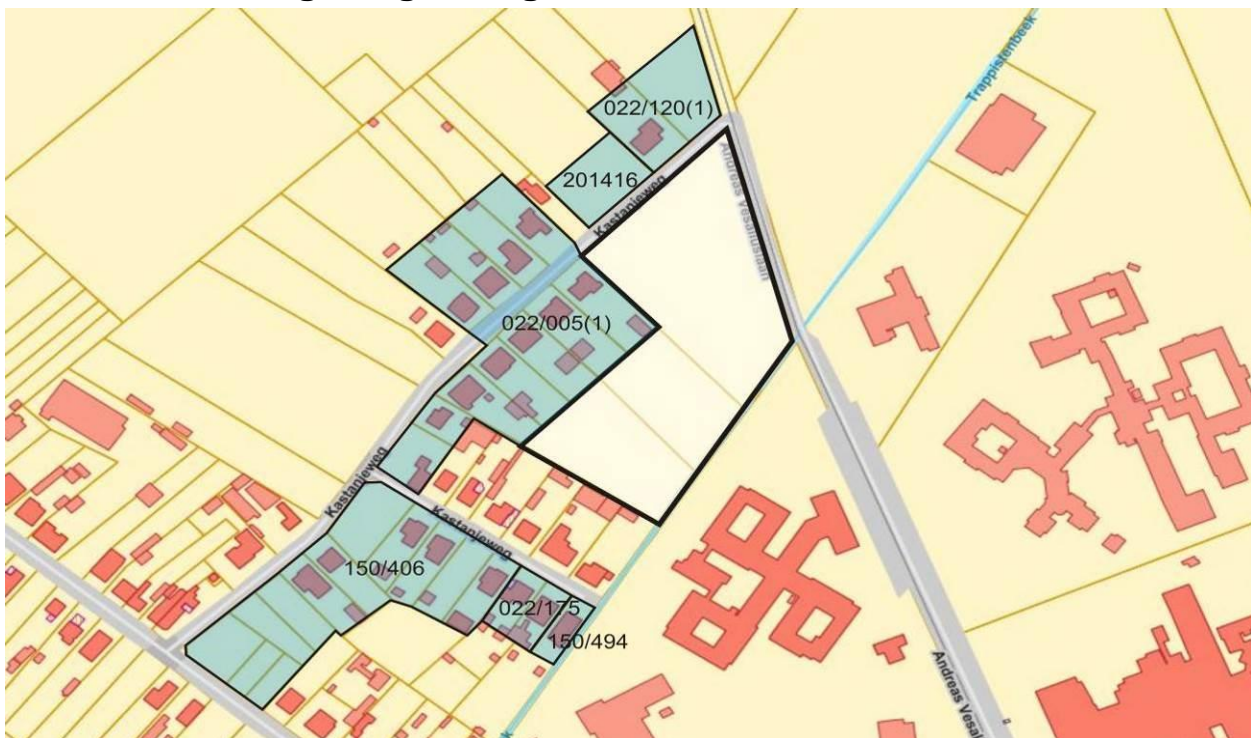 Trappistenbeek
022/120(1)
Andreas Vesaliuslaan
201416
Kastanjeweg
022/005(1)
Kastanjeweg
Kastanjeweg
150/406
022/175
150/494
Andreas Vesal
k